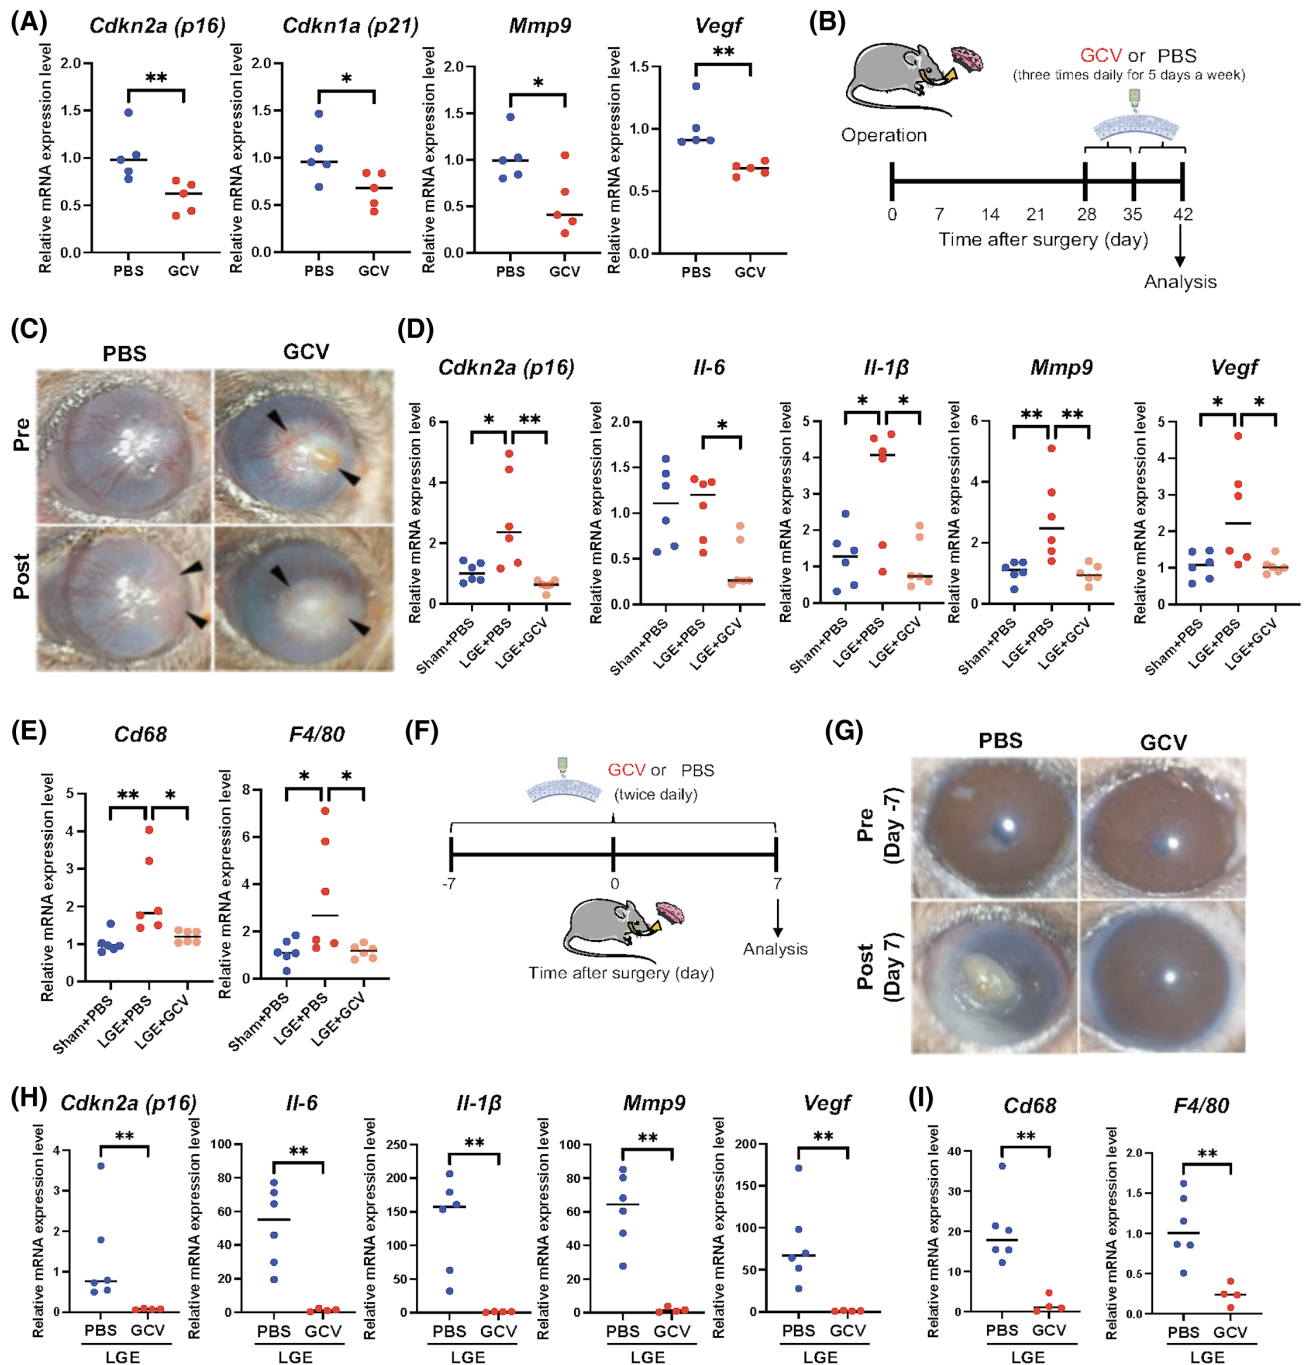 (A)
Cdkn2a (p16)
Relative mRNA expression level
2.0
1.5
1.0
0.5
0.0
**
PBS
GCV
Cdkn1a (p21)
Relative mRNA expression level
2.0
1.5
1.0
0.5
0.0
*
PBS
GCV
Mmp9
Relative mRNA expression level
2.0
1.5
1.0
0.5
0.0
*
PBS
GCV
Vegf
Relative mRNA expression level
1.5
1.0
0.5
0.0
**
PBS
GCV
(B)
GCV or PBS
(three times daily for 5 days a week)
Operation
0 7 14 21 28 35 42
Time after surgery (day)
Analysis
(C)
PBS GCV
Pre
Post
(D)
Cdkn2a (p16)
Relative mRNA expression level
6
4
2
0
* **
Sham+PBS
LGE+PBS
LGE+GCV
Il-6
Relative mRNA expression level
2.0
1.5
1.0
0.5
0.0
*
Sham+PBS
LGE+PBS
LGE+GCV
Il-1β
Relative mRNA expression level
5
4
3
2
1
0
* *
Sham+PBS
LGE+PBS
LGE+GCV
Mmp9
Relative mRNA expression level
6
4
2
0
** **
Sham+PBS
LGE+PBS
LGE+GCV
Vegf
Relative mRNA expression level
5
4
3
2
1
0
* *
Sham+PBS
LGE+PBS
LGE+GCV
(E)
Cd68
Relative mRNA expression level
5
4
3
2
1
0
** *
Sham+PBS
LGE+PBS
LGE+GCV
F4/80
Relative mRNA expression level
8
6
4
2
0
* *
Sham+PBS
LGE+PBS
LGE+GCV
(F)
GCV or PBS
(twice daily)
-7 0 7
Time after surgery (day)
Analysis
(G)
PBS GCV
Pre
(Day -7)
Post
(Day 7)
(H)
Cdkn2a (p16)
Relative mRNA expression level
4
3
2
1
0
**
PBS GCV
LGE
Il-6
Relative mRNA expression level
100
80
60
40
20
0
**
PBS GCV
LGE
Il-1β
Relative mRNA expression level
250
200
150
100
50
0
**
PBS GCV
LGE
Mmp9
Relative mRNA expression level
100
80
60
40
20
0
**
PBS GCV
LGE
Vegf
Relative mRNA expression level
200
150
100
50
0
**
PBS GCV
LGE
(I)
Cd68
Relative mRNA expression level
40
30
20
10
0
**
PBS GCV
LGE
F4/80
Relative mRNA expression level
2.0
1.5
1.0
0.5
0.0
**
PBS GCV
LGE